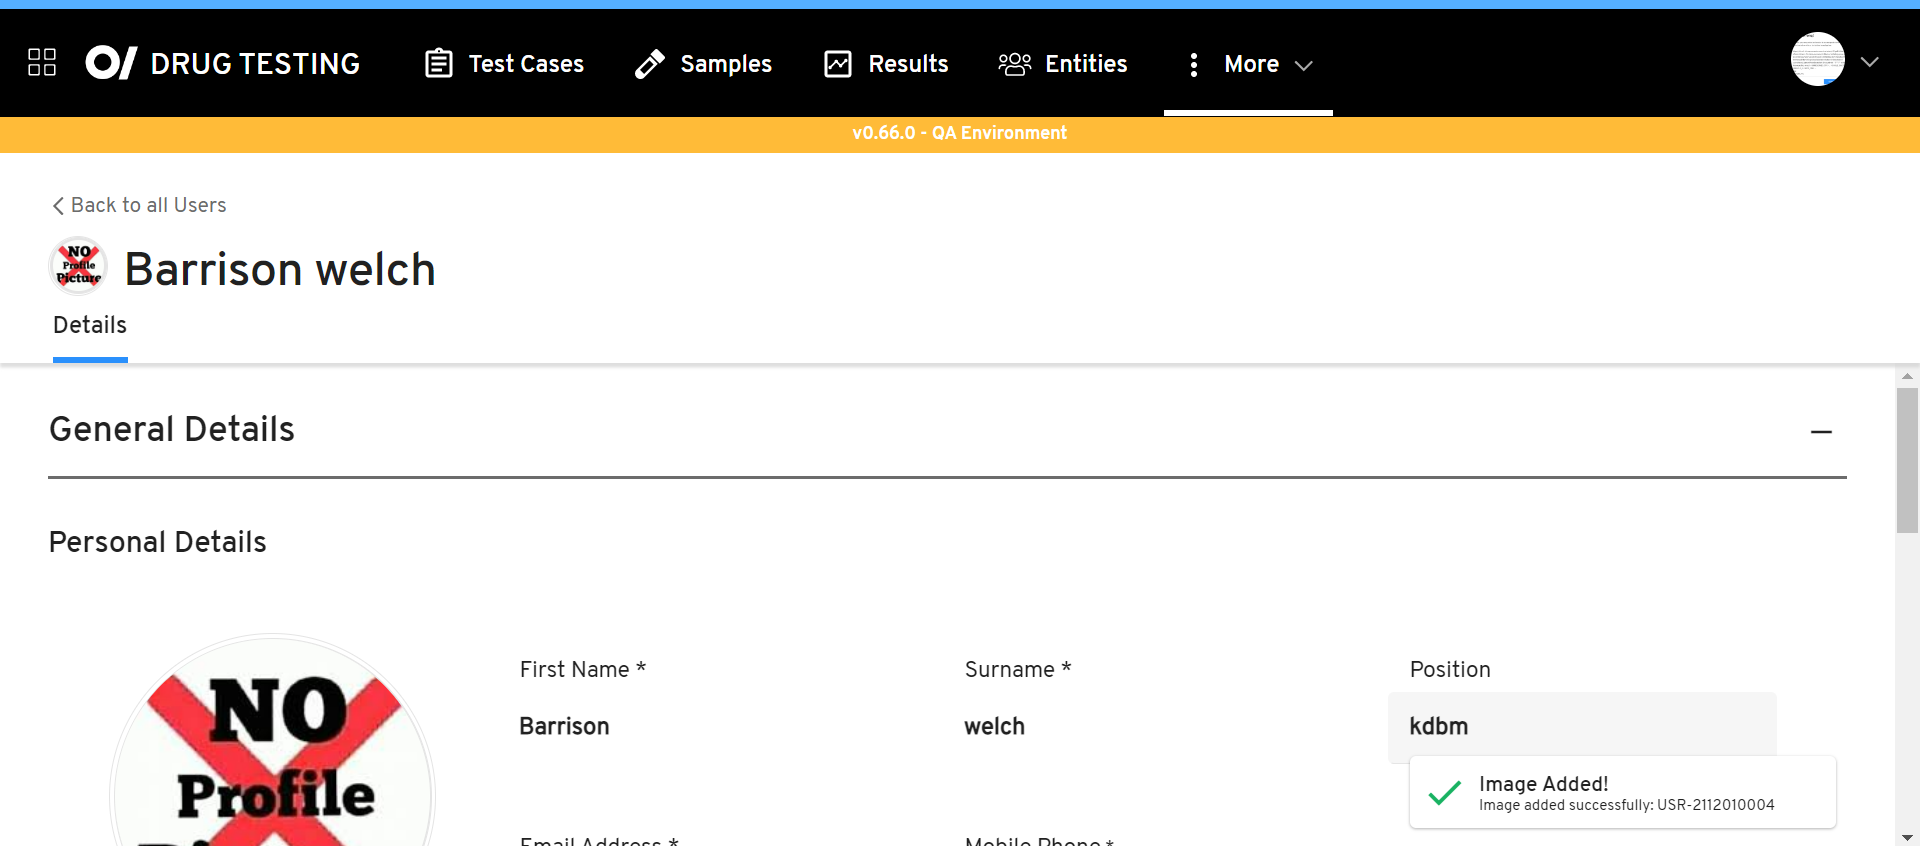 DRUG TESTING
Test Cases
Samples
Results
Entities
More
v0.66.0 - QA Environment
Back to all Users
NO
Profile
Picture
Barrison welch
Details
General Details
Personal Details
NO
Profile
First Name *
Surname *
Position
Barrison
welch
kdbm
Image Added!
Image added successfully: USR-2112010004
Email Address *
Mobile Phone *